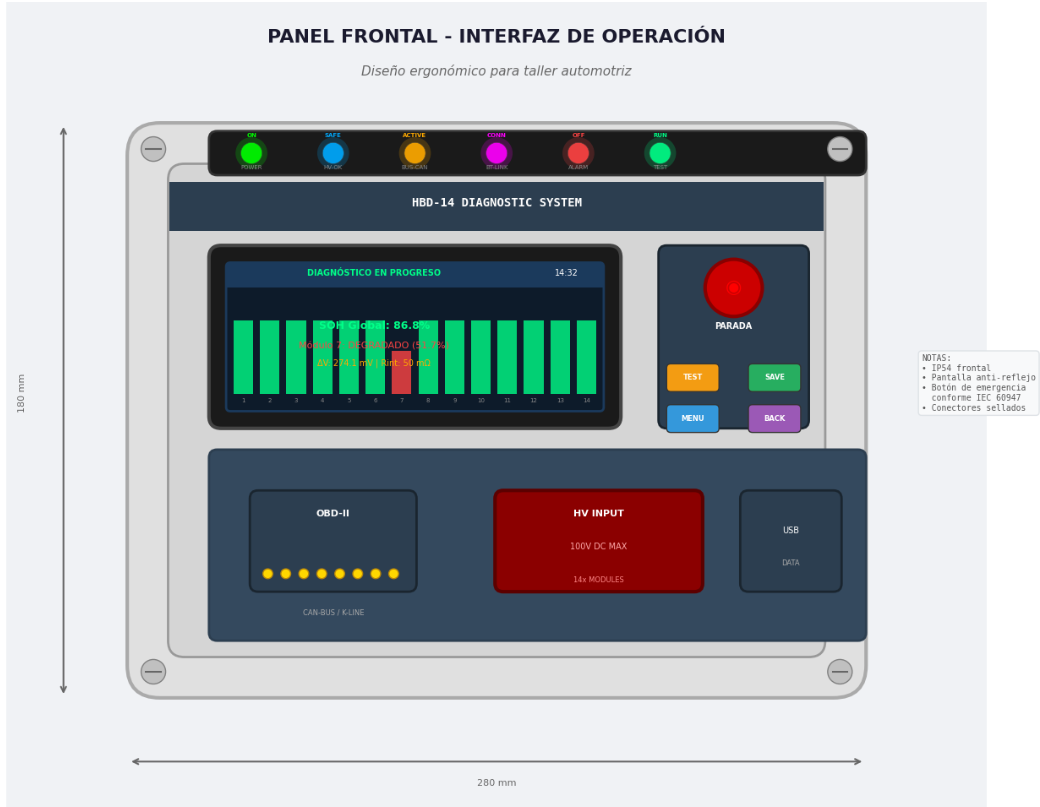 PANEL FRONTAL - INTERFAZ DE OPERACIÓN
Diseño ergonómico para taller automotriz
ON SAFE ACTIVE CONN OFF RUN
POWER HV-OK BUS-CAN BT-LINK ALARM TEST
HBD-14 DIAGNOSTIC SYSTEM
DIAGNÓSTICO EN PROGRESO 14:32
SOH Global: 86.8%
Módulo 7: DEGRADADO
ΔV: 274.1 mV | Rint: 50 mΩ
1 2 3 4 5 6 7 8 9 10 11 12 13 14
PARADA
TEST SAVE
MENU BACK
OBD-II
CAN-BUS / K-LINE
HV INPUT
100V DC MAX
14x MODULES
USB
DATA
NOTAS:
• IP54 frontal
• Pantalla anti-reflejo
• Botón de emergencia
conforme IEC 60947
• Conectores sellados
180 mm
280 mm